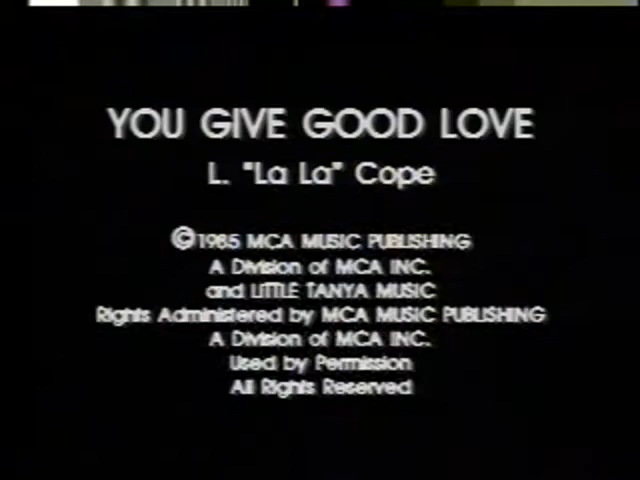 YOU GIVE GOOD LOVE
L. "La La" Cope
©1985 MCA MUSIC PUBLISHING
A Division of MCA INC.
and LITTLE TANYA MUSIC
Rights Administered by MCA MUSIC PUBLISHING
A Division of MCA INC.
Used by Permission
All Rights Reserved